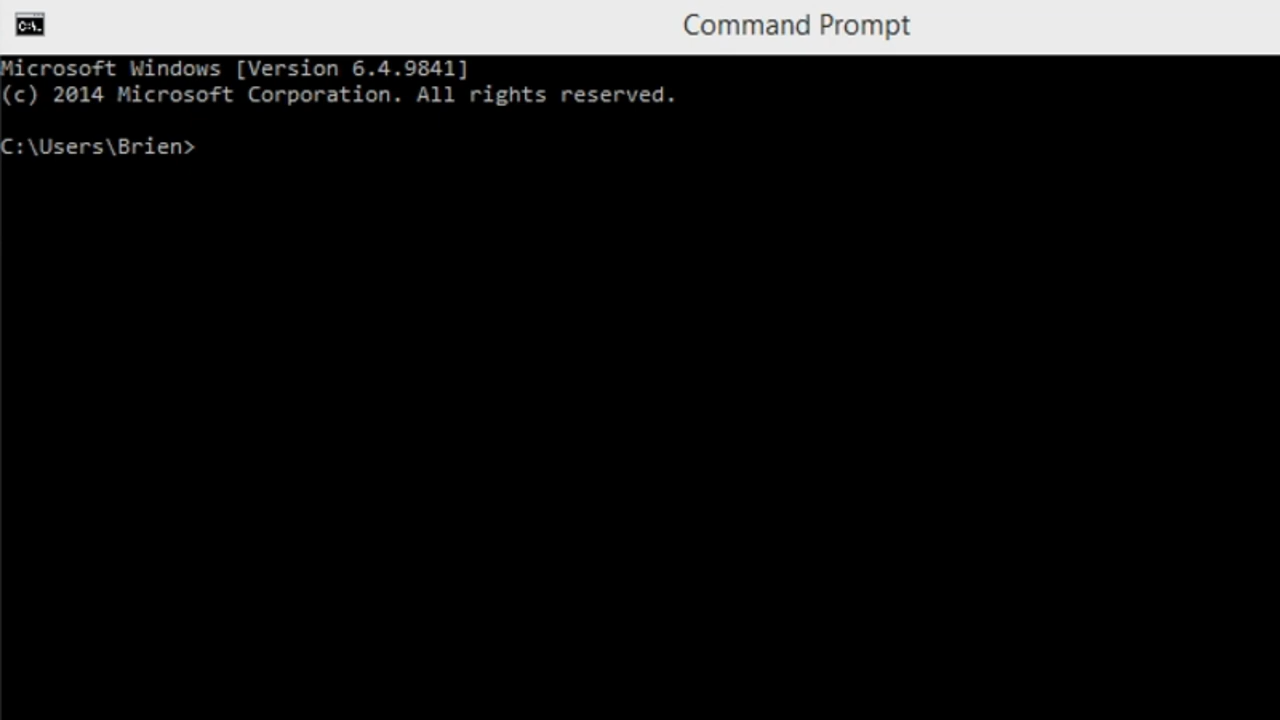 C:\.
Command Prompt
Microsoft Windows [Version 6.4.9841]
(c) 2014 Microsoft Corporation. All rights reserved.
C:\Users\Brien>